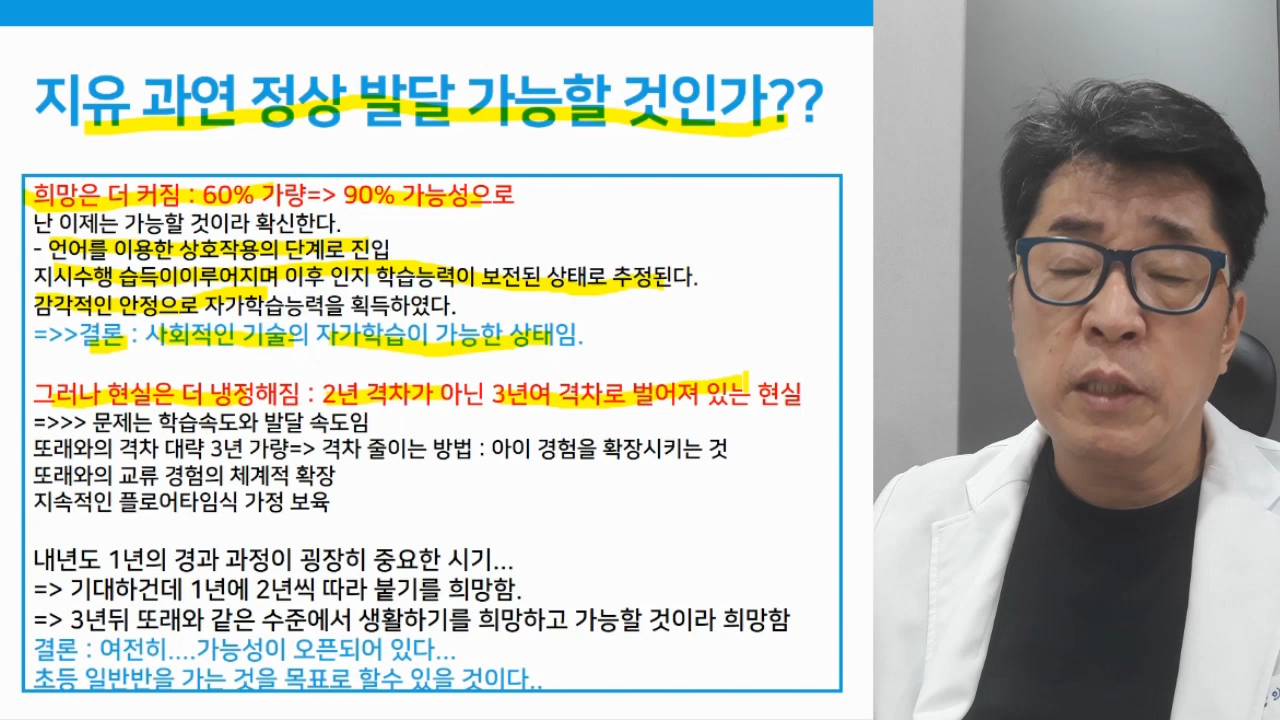 지유 과연 정상 발달 가능할 것인가??
희망은 더 커짐 : 60% 가량=> 90% 가능성으로
난 이제는 가능할 것이라 확신한다.
- 언어를 이용한 상호작용의 단계로 진입
지시수행 습득이이루어지며 이후 인지 학습능력이 보전된 상태로 추정된다.
감각적인 안정으로 자가학습능력을 획득하였다.
=>>결론 : 사회적인 기술의 자가학습이 가능한 상태임.
그러나 현실은 더 냉정해짐 : 2년 격차가 아닌 3년여 격차로 벌어져 있는 현실
=>>> 문제는 학습속도와 발달 속도임
또래와의 격차 대략 3년 가량=> 격차 줄이는 방법 : 아이 경험을 확장시키는 것
또래와의 교류 경험의 체계적 확장
지속적인 플로어타임식 가정 보육
내년도 1년의 경과 과정이 굉장히 중요한 시기...
=> 기대하건데 1년에 2년씩 따라 붙기를 희망함.
=> 3년뒤 또래와 같은 수준에서 생활하기를 희망하고 가능할 것이라 희망함
결론 : 여전히....가능성이 오픈되어 있다...
초등 일반반을 가는 것을 목표로 할수 있을 것이다..